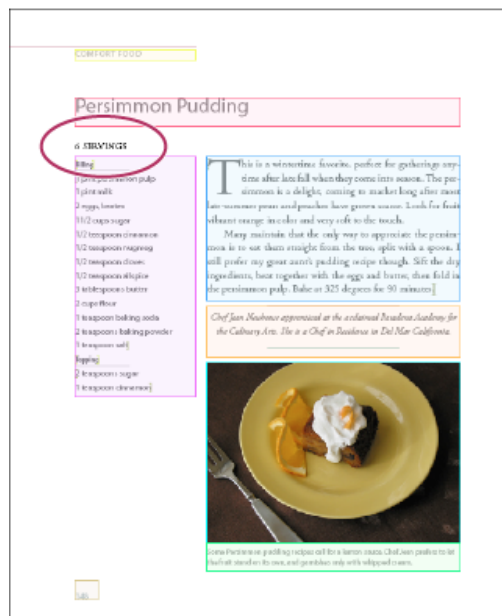 COMFORT FOOD
Persimmon Pudding
6 SERVINGS
Filling
1 pint persimmon pulp
1 pint milk
2 eggs, beaten
1 1/2 cups sugar
1/2 teaspoon cinnamon
1/2 teaspoon nutmeg
1/2 teaspoon cloves
1/2 teaspoon allspice
3 tablespoons butter
2 cups flour
1 teaspoon baking soda
2 teaspoons baking powder
1 teaspoon salt
Topping
2 teaspoons sugar
1 teaspoon cinnamon
This is a wintertime favorite, perfect for gatherings any-
time after late fall when they come into season. The per-
simmon is a delight, coming to market long after most
late-summer pears and peaches have grown scarce. Look for fruit
vibrant orange in color and very soft to the touch.
Many maintain that the only way to appreciate the persim-
mon is to eat them straight from the tree, split with a spoon. I
still prefer my great aunt's pudding recipe though. Sift the dry
ingredients, beat together with the eggs and butter, then fold in
the persimmon pulp. Bake at 325 degrees for 90 minutes.
Chef Jean Newhouse apprenticed at the acclaimed Pasadena Academy for
the Culinary Arts. She is a Chef in Residence in Del Mar California.
Some Persimmon pudding recipes call for a lemon sauce. Chef Jean prefers to let
the fruit stand on its own, and garnishes only with whipped cream.